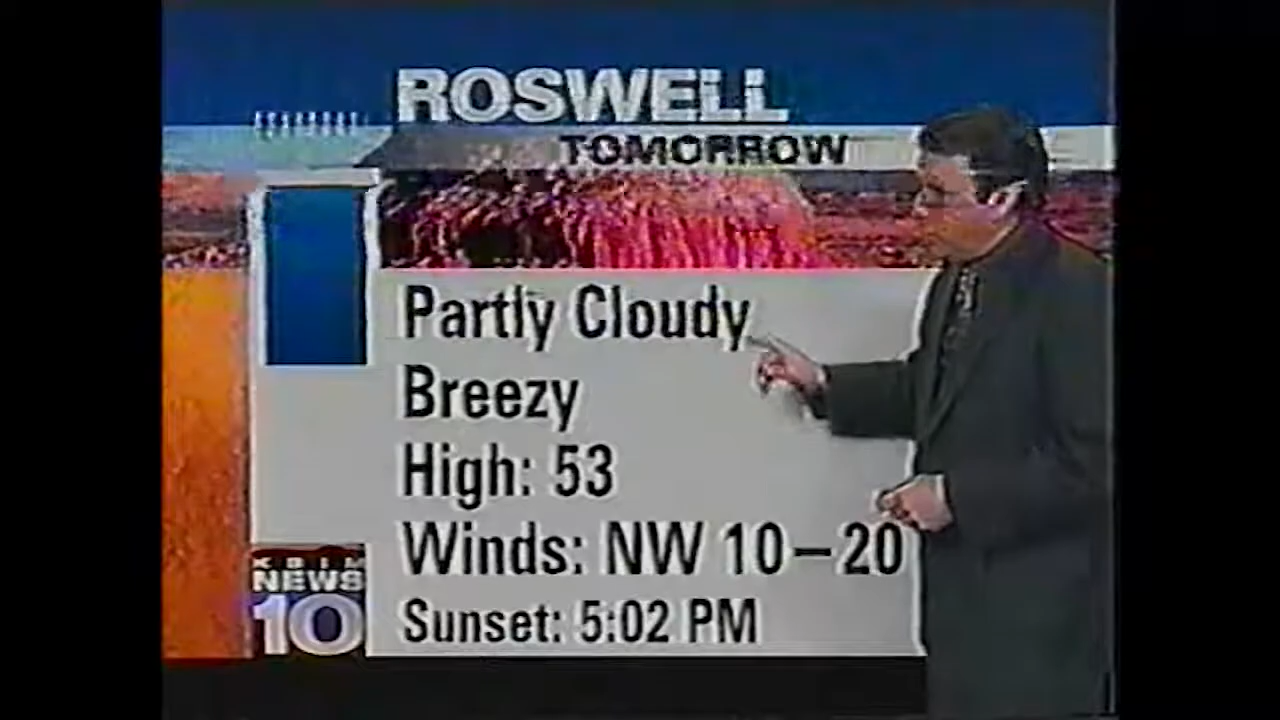 ROSWELL
TOMORROW
Partly Cloudy
Breezy
High: 53
Winds: NW 10–20
Sunset: 5:02 PM
KBIM
NEWS
10